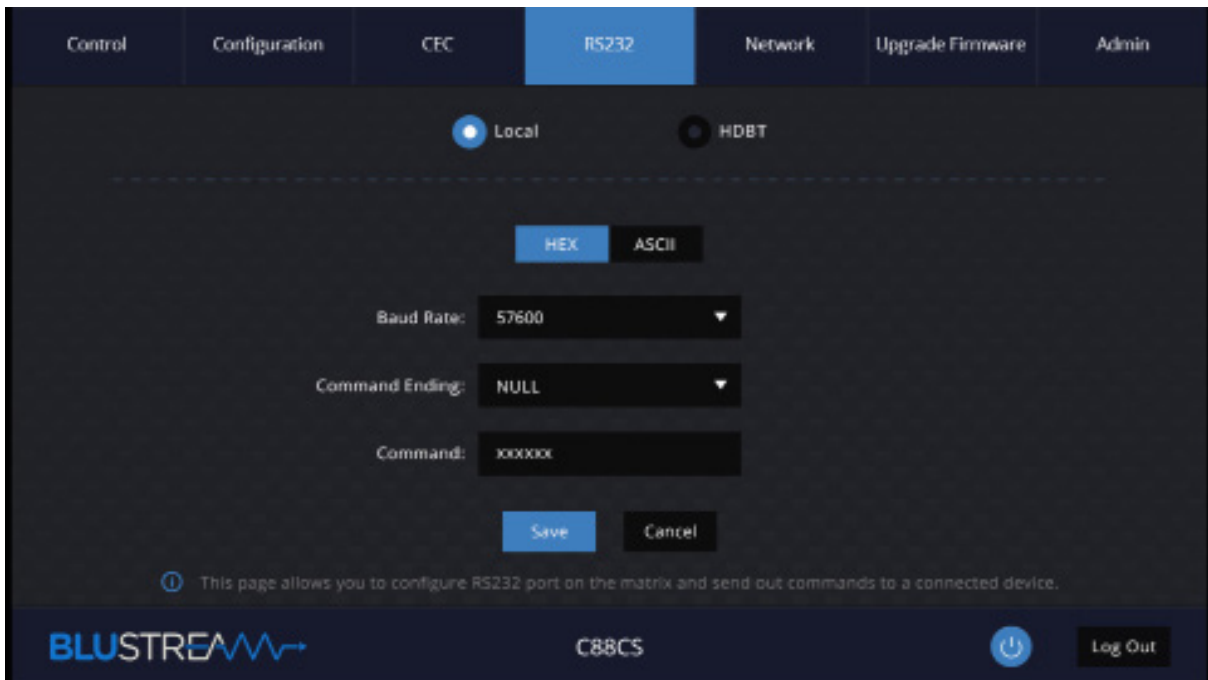 Control Configuration CEC RS232 Network Upgrade Firmware Admin
Local HDBT
HEX ASCII
Baud Rate: 57600
Command Ending: NULL
Command: xxxxxxx
Save Cancel
This page allows you to configure RS232 port on the matrix and send out commands to a connected device.
BLUSTREAM C88CS Log Out